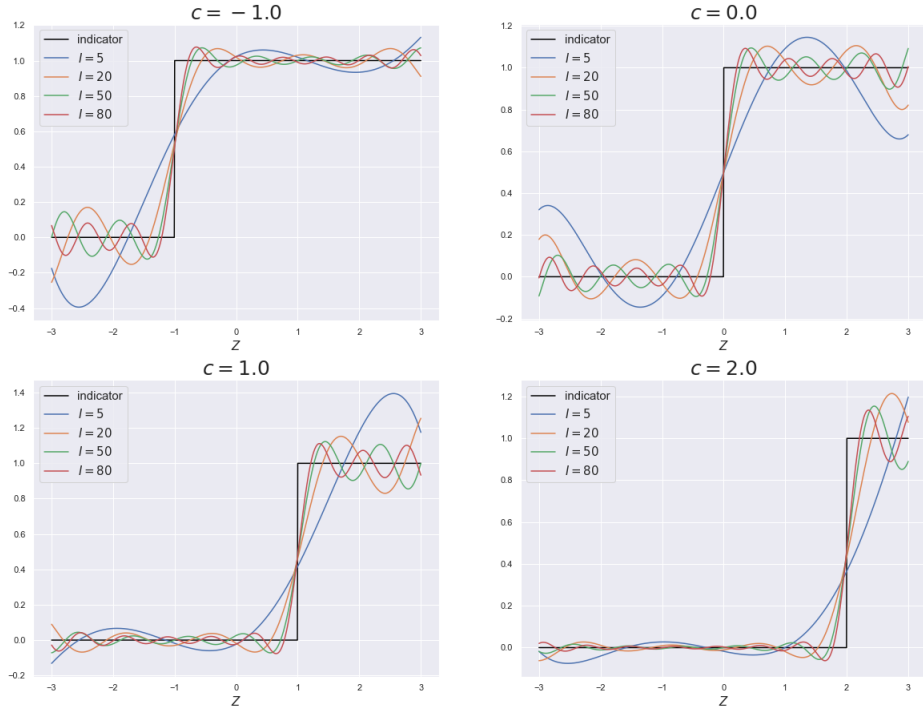 c = −1.0
1.2
1.0
0.8
0.6
0.4
0.2
0.0
−0.2
−0.4
indicator
I = 5
I = 20
I = 50
I = 80
−3 −2 −1 0 1 2 3
Z
c = 0.0
1.2
1.0
0.8
0.6
0.4
0.2
0.0
−0.2
indicator
I = 5
I = 20
I = 50
I = 80
−3 −2 −1 0 1 2 3
Z
c = 1.0
1.4
1.2
1.0
0.8
0.6
0.4
0.2
0.0
−0.2
indicator
I = 5
I = 20
I = 50
I = 80
−3 −2 −1 0 1 2 3
Z
c = 2.0
1.2
1.0
0.8
0.6
0.4
0.2
0.0
indicator
I = 5
I = 20
I = 50
I = 80
−3 −2 −1 0 1 2 3
Z